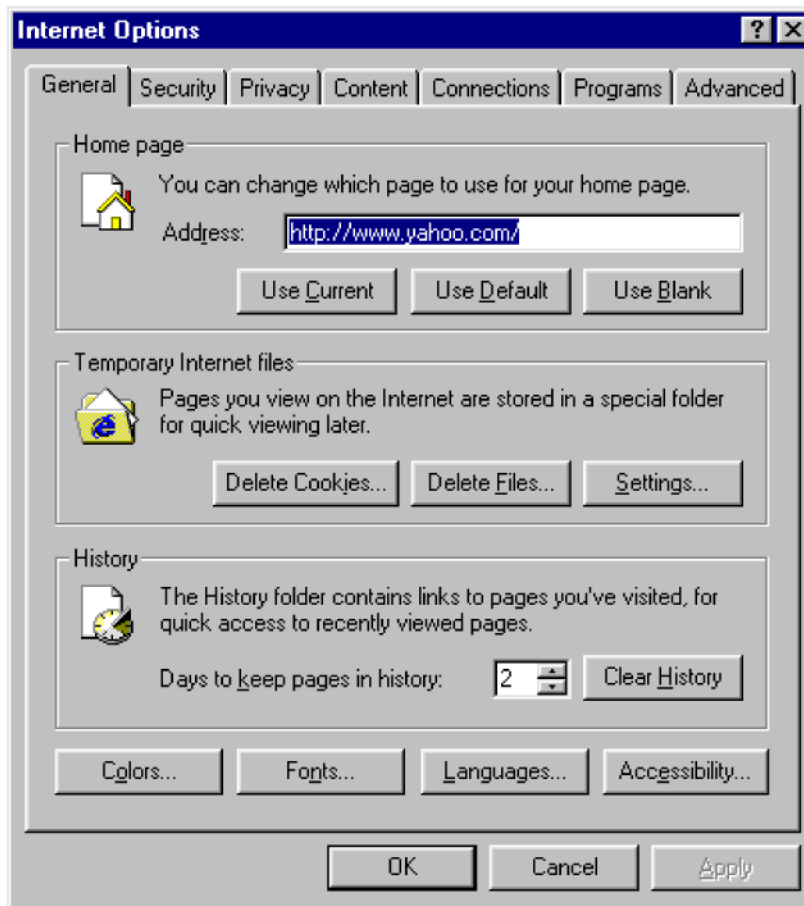 Internet Options
General Security Privacy Content Connections Programs Advanced
Home page
You can change which page to use for your home page.
Address: http://www.yahoo.com/
Use Current Use Default Use Blank
Temporary Internet files
Pages you view on the Internet are stored in a special folder
for quick viewing later.
Delete Cookies... Delete Files... Settings...
History
The History folder contains links to pages you've visited, for
quick access to recently viewed pages.
Days to keep pages in history: 2 Clear History
Colors... Fonts... Languages... Accessibility...
OK Cancel Apply